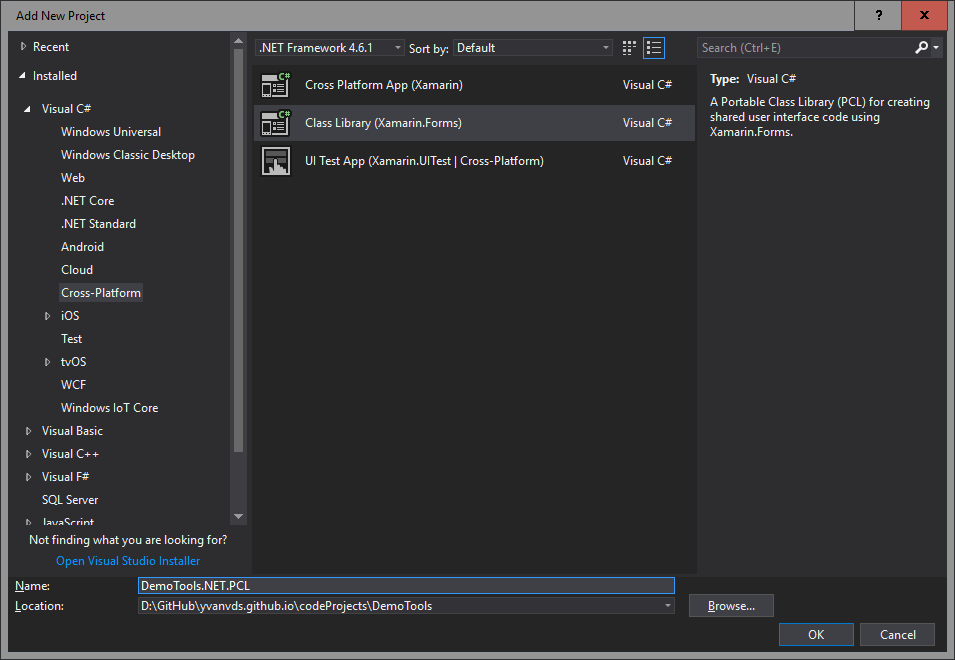 Add New Project
?
x
Recent
Installed
Visual C#
Windows Universal
Windows Classic Desktop
Web
.NET Core
.NET Standard
Android
Cloud
Cross-Platform
iOS
Test
tvOS
WCF
Windows IoT Core
Visual Basic
Visual C++
Visual F#
SQL Server
JavaScript
Not finding what you are looking for?
Open Visual Studio Installer
.NET Framework 4.6.1
Sort by:
Default
Cross Platform App (Xamarin)
Visual C#
Class Library (Xamarin.Forms)
Visual C#
UI Test App (Xamarin.UITest | Cross-Platform)
Visual C#
Search (Ctrl+E)
Type: Visual C#
A Portable Class Library (PCL) for creating
shared user interface code using
Xamarin.Forms.
Name:
DemoTools.NET.PCL
Location:
D:\GitHub\yvanvds.github.io\codeProjects\DemoTools
Browse...
OK
Cancel